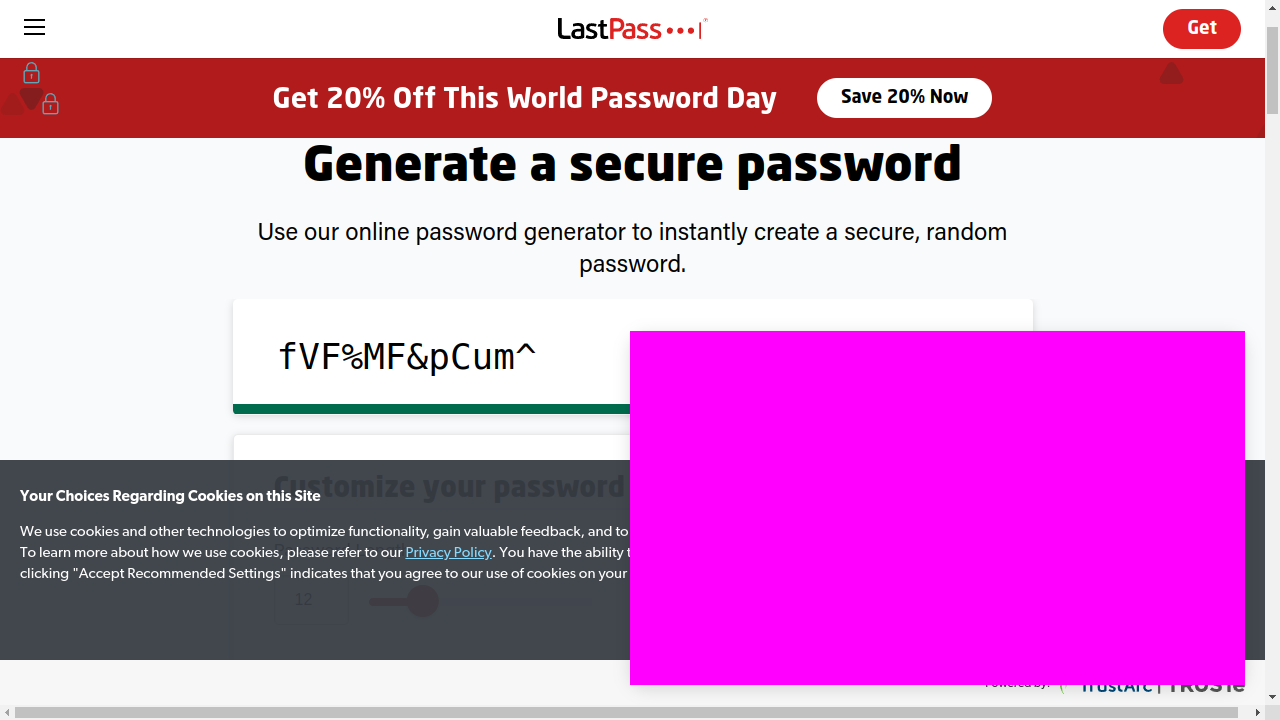 LastPass
Get
Get 20% Off This World Password Day
Save 20% Now
Generate a secure password
Use our online password generator to instantly create a secure, random
password.
fVF%MF&pCum^
Customize your password
Your Choices Regarding Cookies on this Site
We use cookies and other technologies to optimize functionality, gain valuable feedback, and to
To learn more about how we use cookies, please refer to our Privacy Policy. You have the ability
clicking "Accept Recommended Settings" indicates that you agree to our use of cookies on your
12
Powered by:
TrustArc | TRUSTe